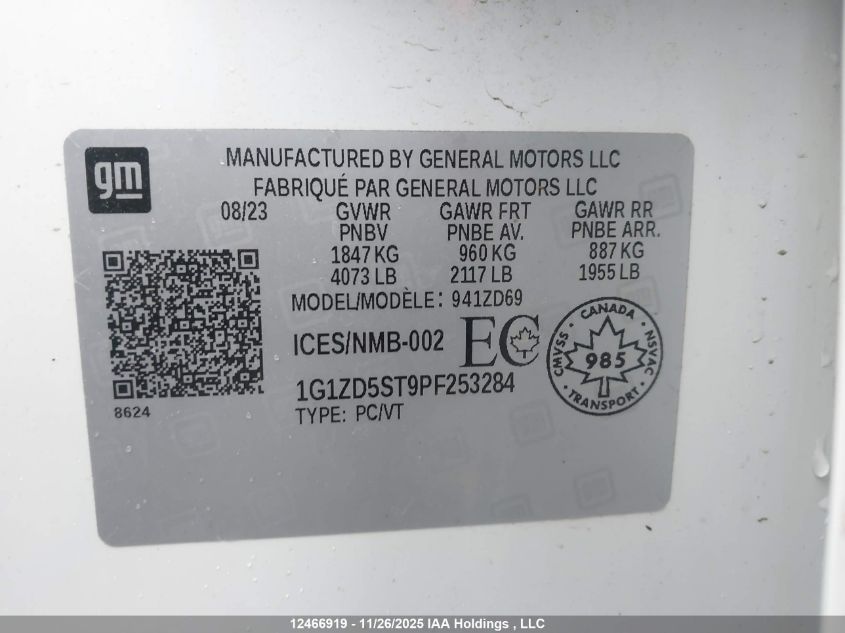 gm
MANUFACTURED BY GENERAL MOTORS LLC
FABRIQUÉ PAR GENERAL MOTORS LLC
08/23 GVWR GAWR FRT GAWR RR
PNBV PNBE AV. PNBE ARR.
1847 KG 960 KG 887 KG
4073 LB 2117 LB 1955 LB
MODEL/MODÈLE: 941ZD69
ICES/NMB-002 EC
CANADA
CMVSS 985 NSVAC
TRANSPORT
1G1ZD5ST9PF253284
8624
TYPE: PC/VT
12466919 - 11/26/2025 IAA Holdings , LLC